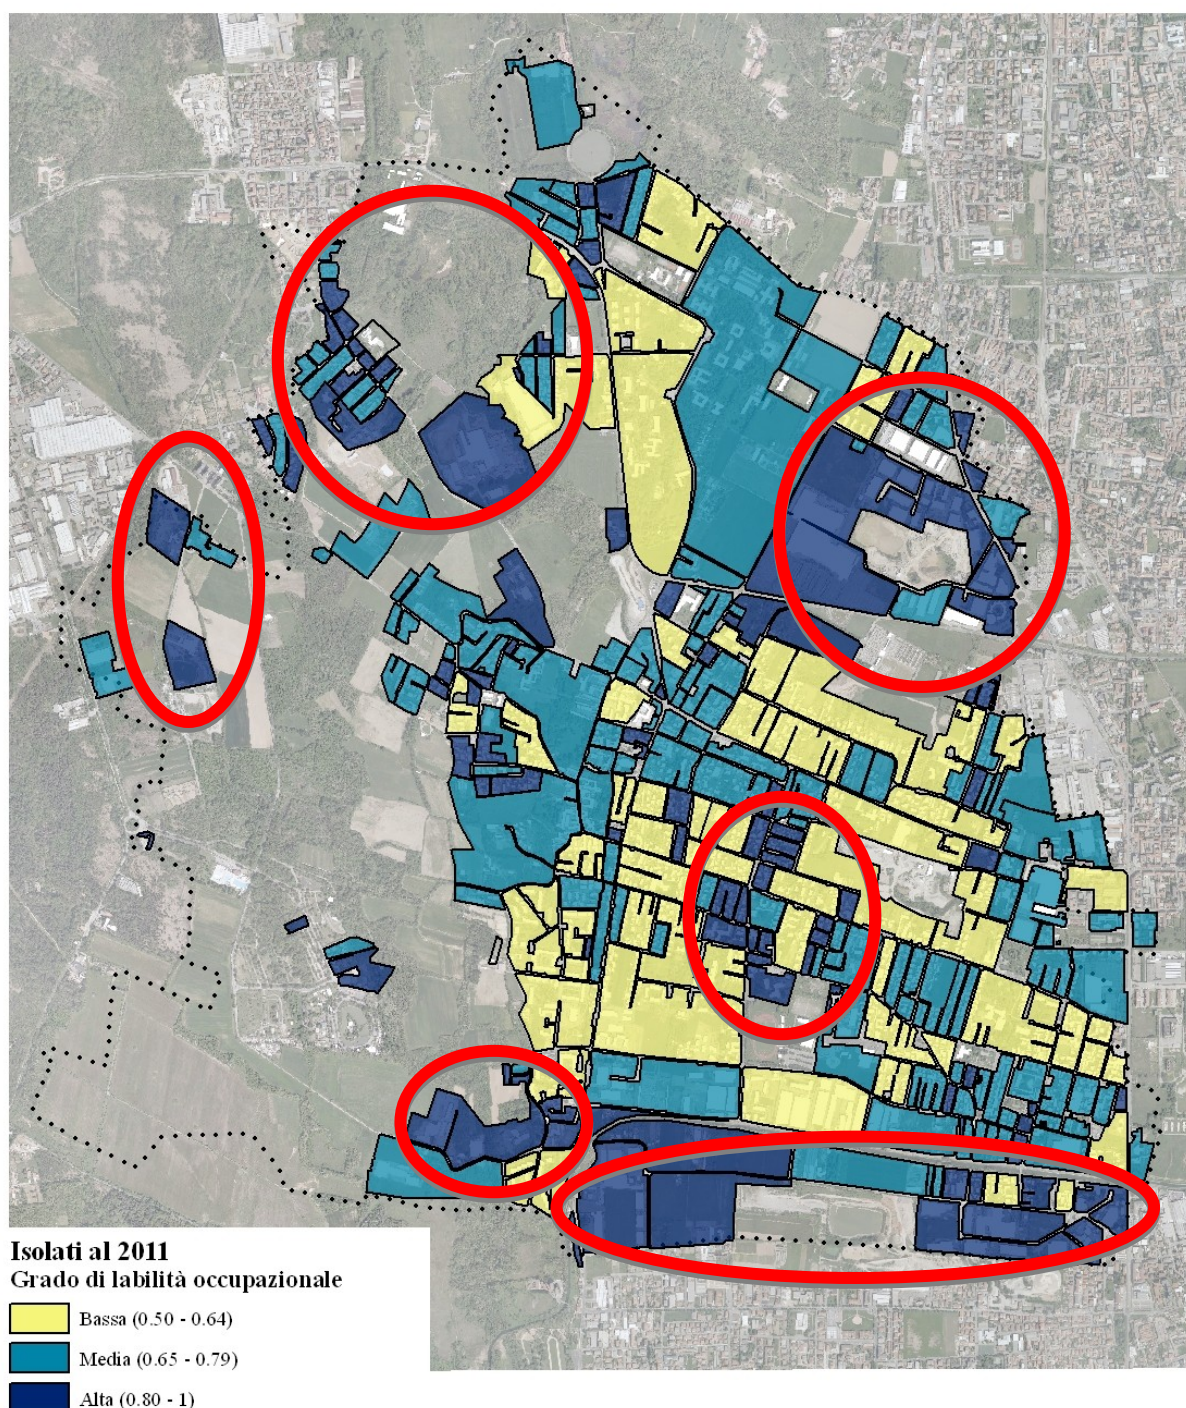 Isolati al 2011
Grado di labilità occupazionale
Bassa (0.50 - 0.64)
Media (0.65 - 0.79)
Alta (0.80 - 1)